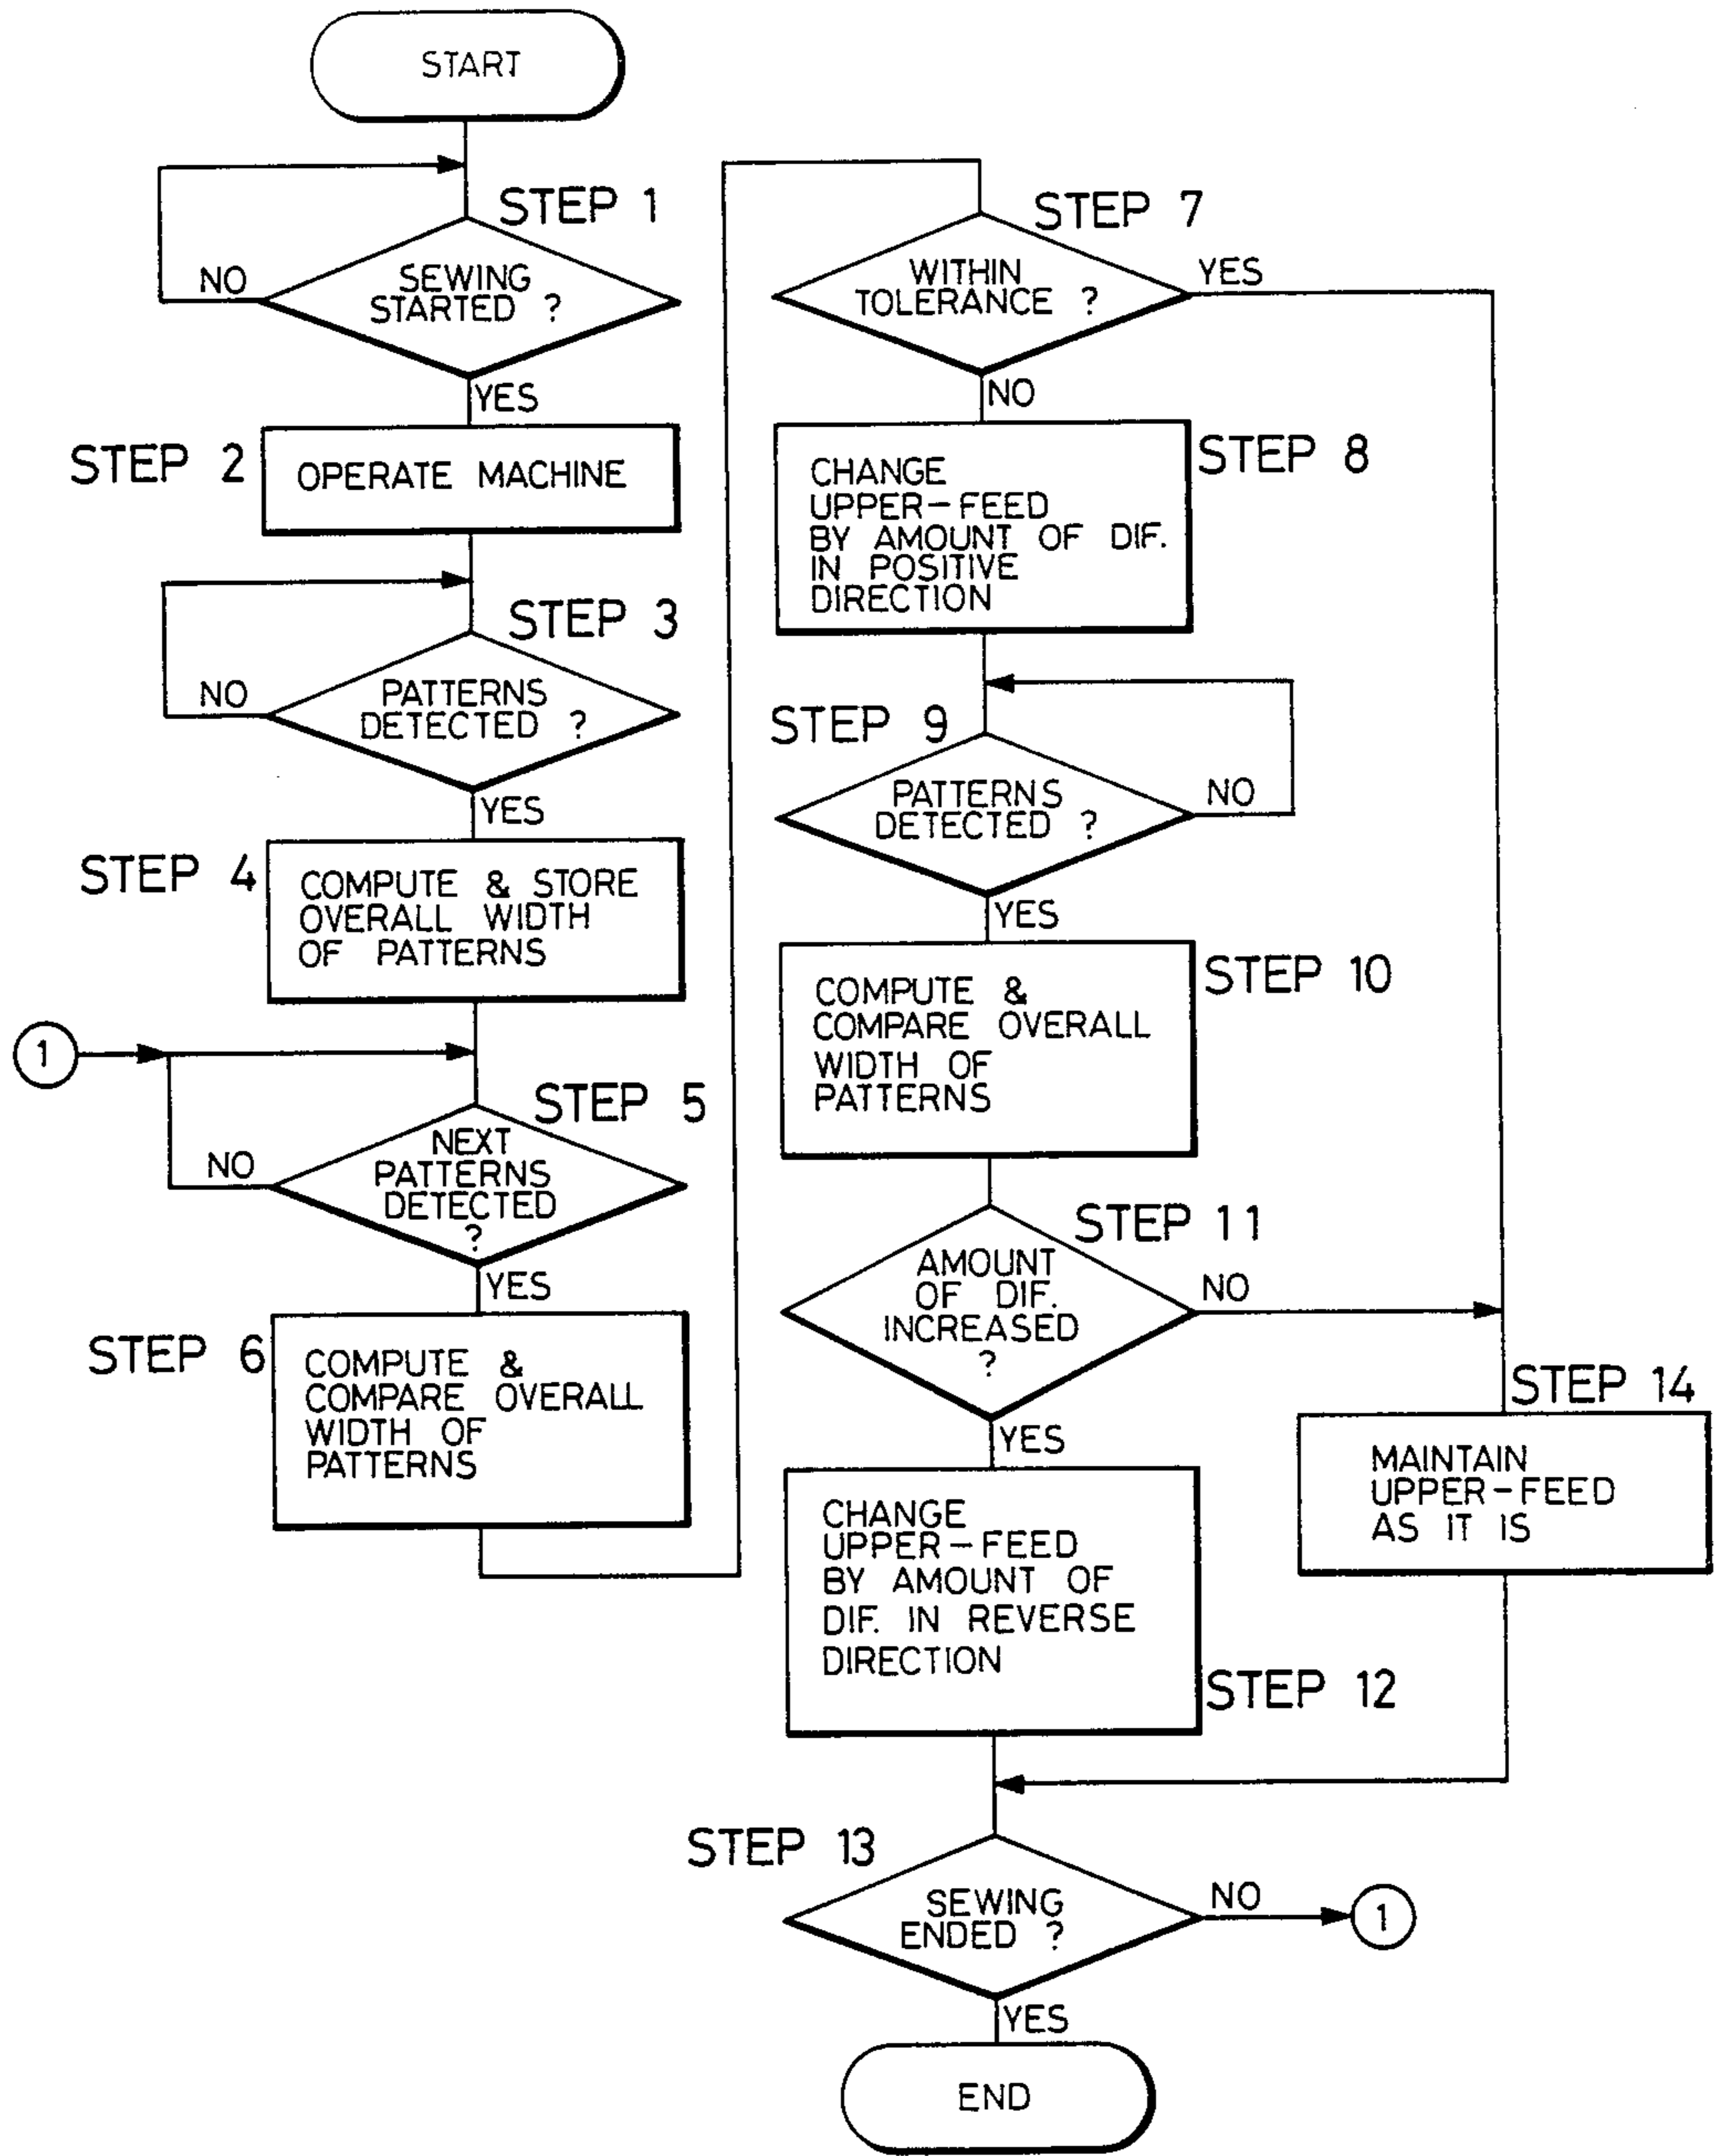 START
STEP 1
NO
SEWING
STARTED ?
YES
STEP 2
OPERATE MACHINE
STEP 3
NO
PATTERNS
DETECTED ?
YES
STEP 4
COMPUTE & STORE
OVERALL WIDTH
OF PATTERNS
1
STEP 5
NO
NEXT
PATTERNS
DETECTED
?
YES
STEP 6
COMPUTE &
COMPARE OVERALL
WIDTH OF
PATTERNS
STEP 7
WITHIN
TOLERANCE ?
YES
NO
STEP 8
CHANGE
UPPER-FEED
BY AMOUNT OF DIF.
IN POSITIVE
DIRECTION
STEP 9
PATTERNS
DETECTED ?
NO
YES
STEP 10
COMPUTE &
COMPARE OVERALL
WIDTH OF
PATTERNS
STEP 11
AMOUNT
OF DIF.
INCREASED
?
NO
YES
STEP 12
CHANGE
UPPER-FEED
BY AMOUNT OF
DIF. IN REVERSE
DIRECTION
STEP 14
MAINTAIN
UPPER-FEED
AS IT IS
STEP 13
SEWING
ENDED ?
NO
1
YES
END